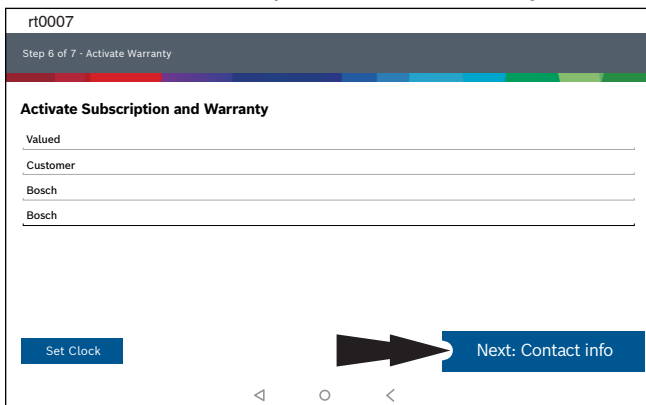 rt0007
Step 6 of 7 - Activate Warranty
Activate Subscription and Warranty
Valued
Customer
Bosch
Bosch
Set Clock
Next: Contact info